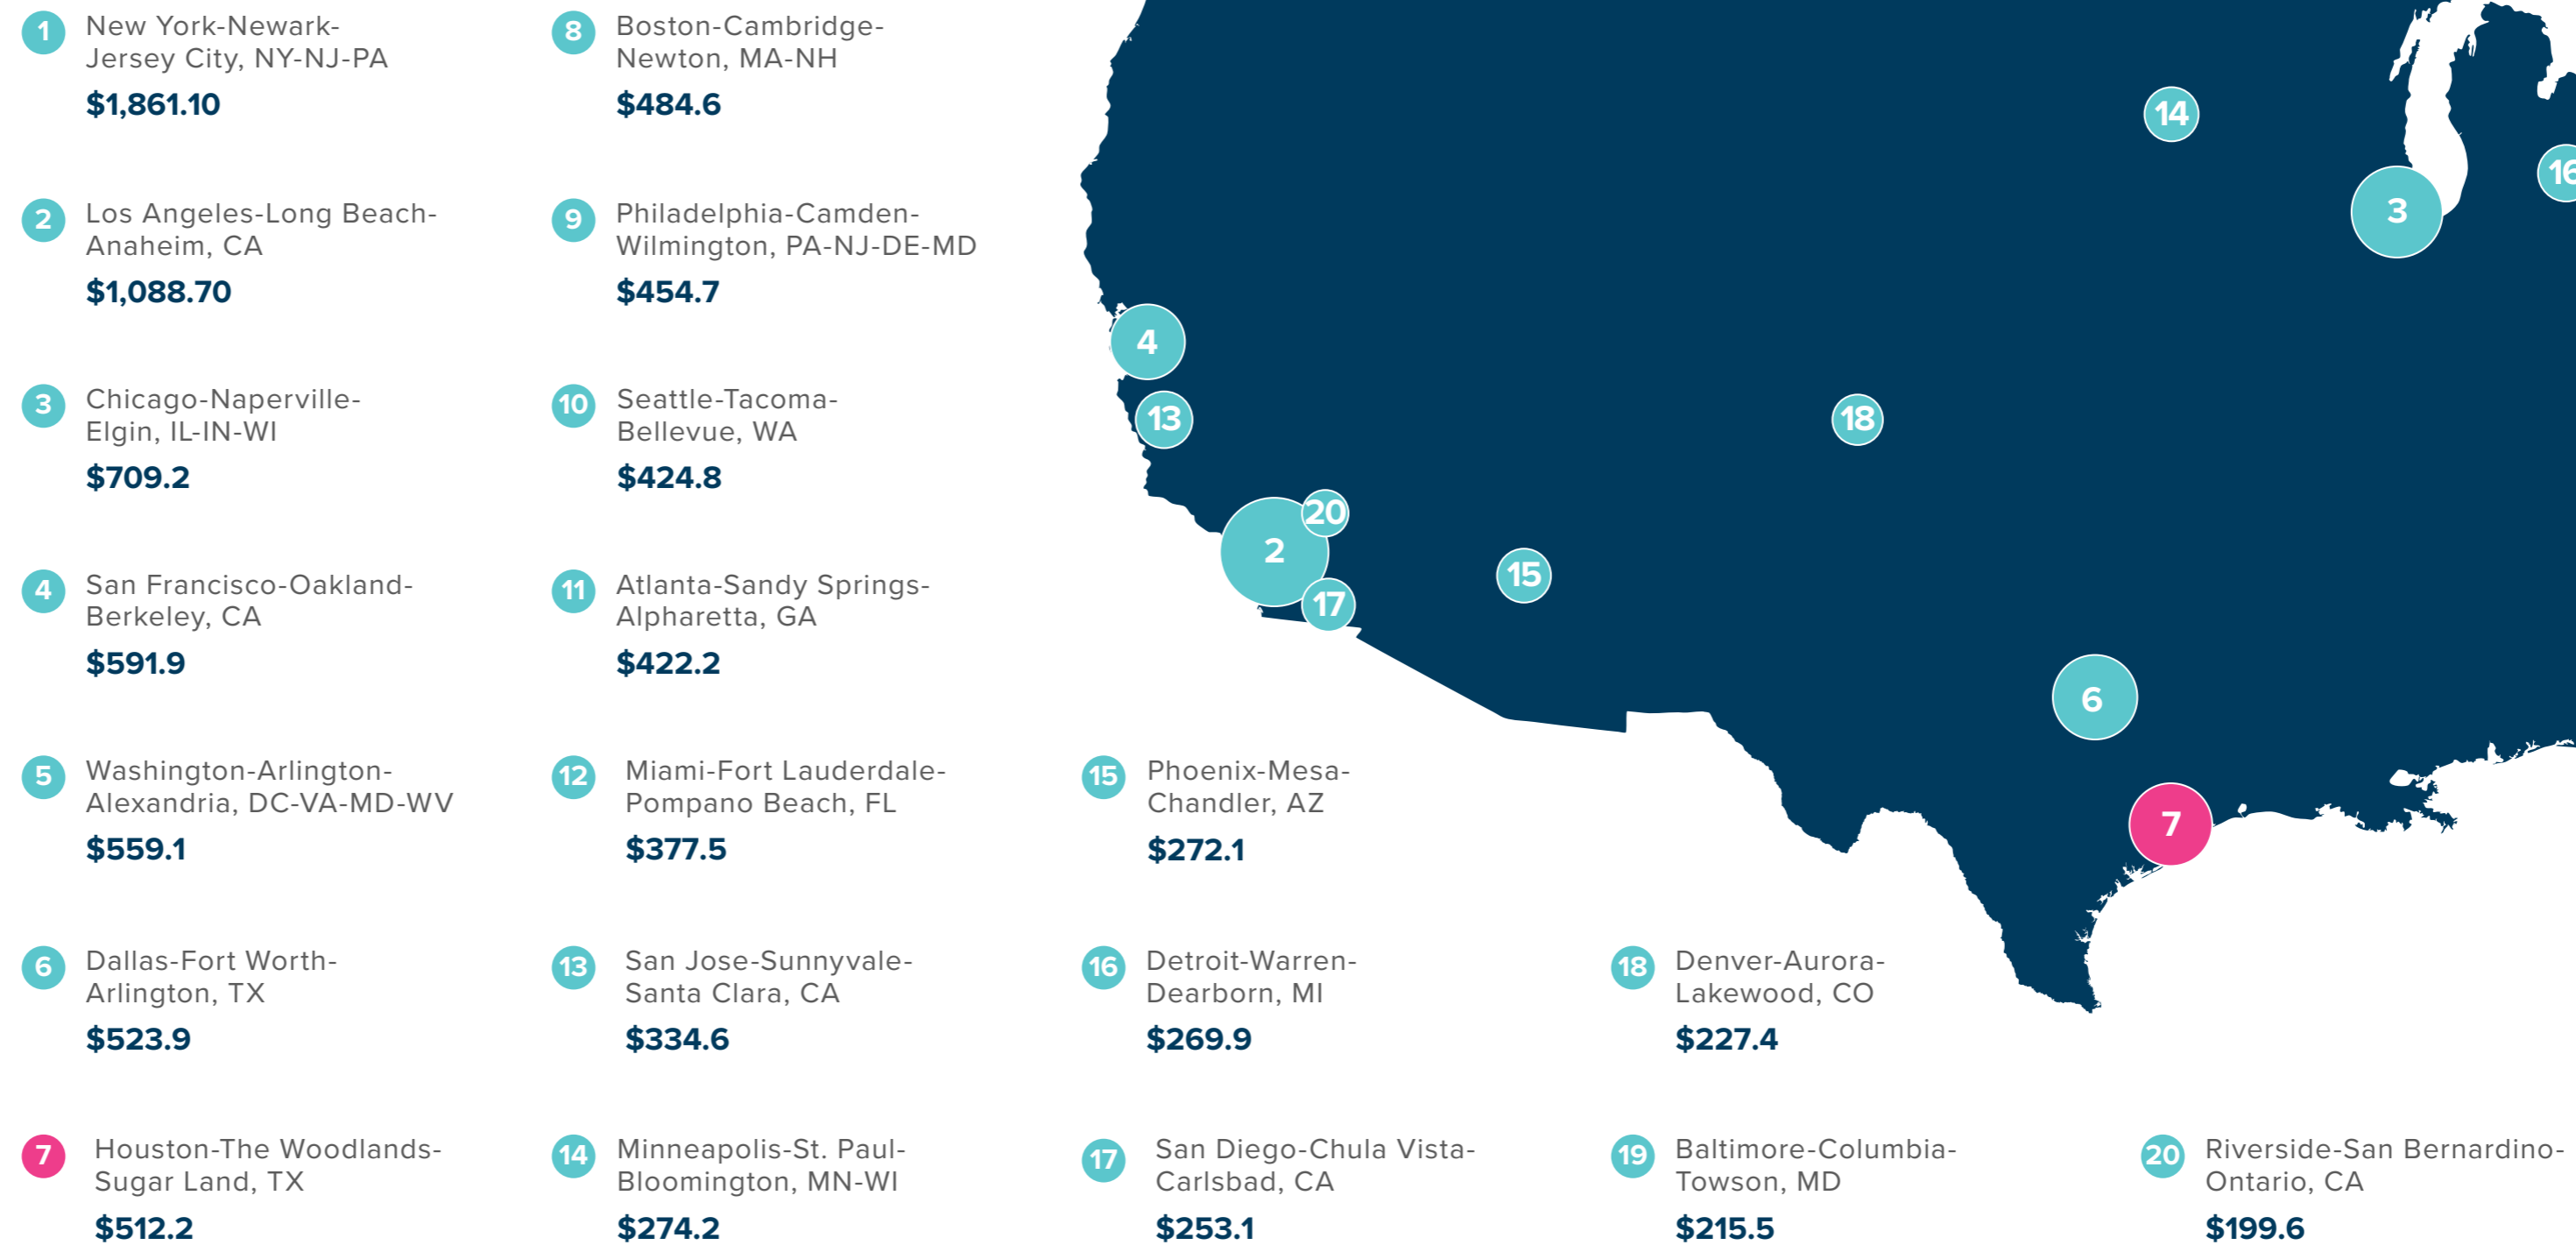 1
New York-Newark-
Jersey City, NY-NJ-PA
$1,861.10
2
Los Angeles-Long Beach-
Anaheim, CA
$1,088.70
3
Chicago-Naperville-
Elgin, IL-IN-WI
$709.2
4
San Francisco-Oakland-
Berkeley, CA
$591.9
5
Washington-Arlington-
Alexandria, DC-VA-MD-WV
$559.1
6
Dallas-Fort Worth-
Arlington, TX
$523.9
7
Houston-The Woodlands-
Sugar Land, TX
$512.2
8
Boston-Cambridge-
Newton, MA-NH
$484.6
9
Philadelphia-Camden-
Wilmington, PA-NJ-DE-MD
$454.7
10
Seattle-Tacoma-
Bellevue, WA
$424.8
11
Atlanta-Sandy Springs-
Alpharetta, GA
$422.2
12
Miami-Fort Lauderdale-
Pompano Beach, FL
$377.5
13
San Jose-Sunnyvale-
Santa Clara, CA
$334.6
14
Minneapolis-St. Paul-
Bloomington, MN-WI
$274.2
15
Phoenix-Mesa-
Chandler, AZ
$272.1
16
Detroit-Warren-
Dearborn, MI
$269.9
17
San Diego-Chula Vista-
Carlsbad, CA
$253.1
18
Denver-Aurora-
Lakewood, CO
$227.4
19
Baltimore-Columbia-
Towson, MD
$215.5
20
Riverside-San Bernardino-
Ontario, CA
$199.6
14
16
3
4
13
18
20
2
15
17
6
7